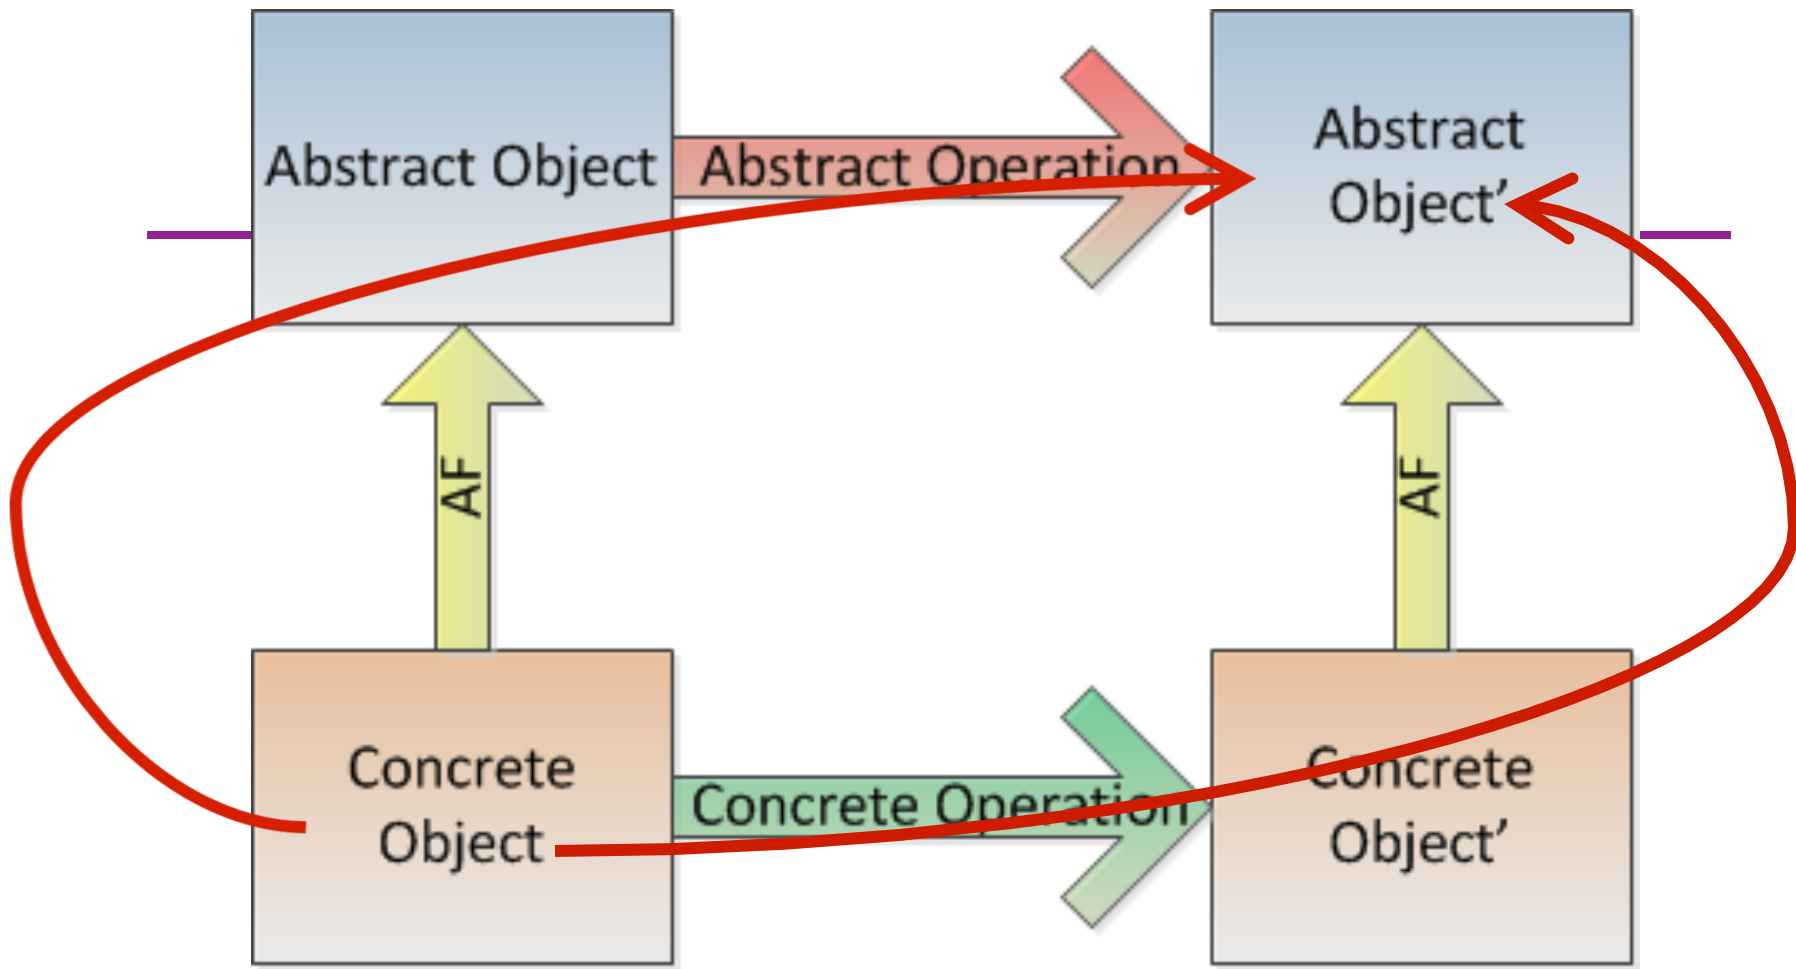 Abstract Object
Abstract Operation
Abstract
Object’
AF
AF
Concrete
Object
Concrete Operation
Concrete
Object’